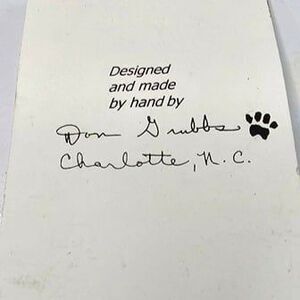 Designed
and made
by hand by
Don Grubbs
Charlotte, N. C.